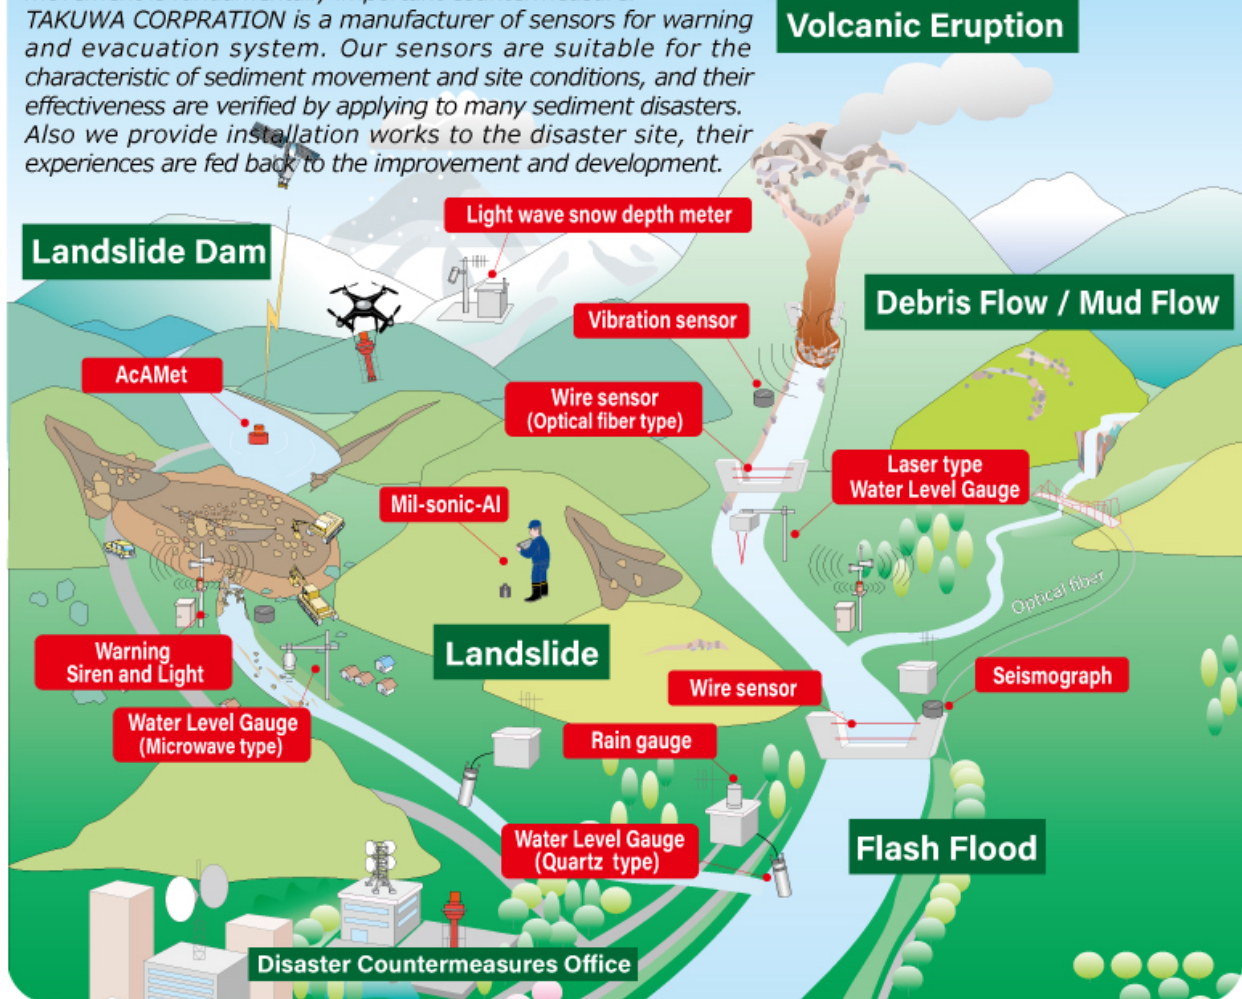 TAKUWA CORPRATION is a manufacturer of sensors for warning
and evacuation system. Our sensors are suitable for the
characteristic of sediment movement and site conditions, and their
effectiveness are verified by applying to many sediment disasters.
Also we provide installation works to the disaster site, their
experiences are fed back to the improvement and development.
Volcanic Eruption
Light wave snow depth meter
Landslide Dam
Debris Flow / Mud Flow
Vibration sensor
AcAMet
Wire sensor
(Optical fiber type)
Laser type
Water Level Gauge
Mil-sonic-AI
Optical fiber
Landslide
Warning
Siren and Light
Wire sensor
Seismograph
Water Level Gauge
(Microwave type)
Rain gauge
Water Level Gauge
(Quartz type)
Flash Flood
Disaster Countermeasures Office